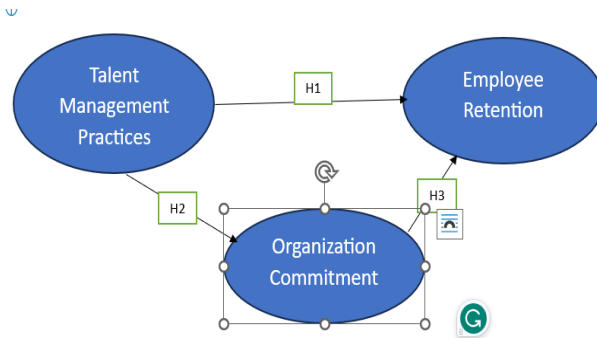 Talent
Management
Practices
H1
Employee
Retention
H2
H3
Organization
Commitment